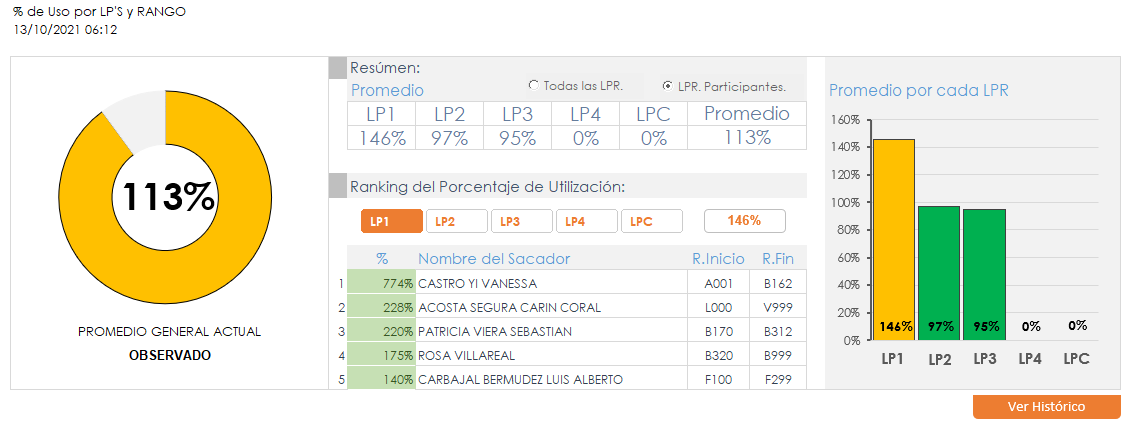 % de Uso por LP'S y RANGO
13/10/2021 06:12
113%
PROMEDIO GENERAL ACTUAL
OBSERVADO
Resúmen:
Promedio
Todas las LPR.
LPR. Participantes.
LP1 LP2 LP3 LP4 LPC Promedio
146% 97% 95% 0% 0% 113%
Ranking del Porcentaje de Utilización:
LP1 LP2 LP3 LP4 LPC 146%
% Nombre del Sacador R.Inicio R.Fin
1 774% CASTRO YI VANESSA A001 B162
2 228% ACOSTA SEGURA CARIN CORAL L000 V999
3 220% PATRICIA VIERA SEBASTIAN B170 B312
4 175% ROSA VILLAREAL B320 B999
5 140% CARBAJAL BERMUDEZ LUIS ALBERTO F100 F299
Promedio por cada LPR
160%
140%
120%
100%
80%
60%
40%
20%
0%
146% 97% 95% 0% 0%
LP1 LP2 LP3 LP4 LPC
Ver Histórico